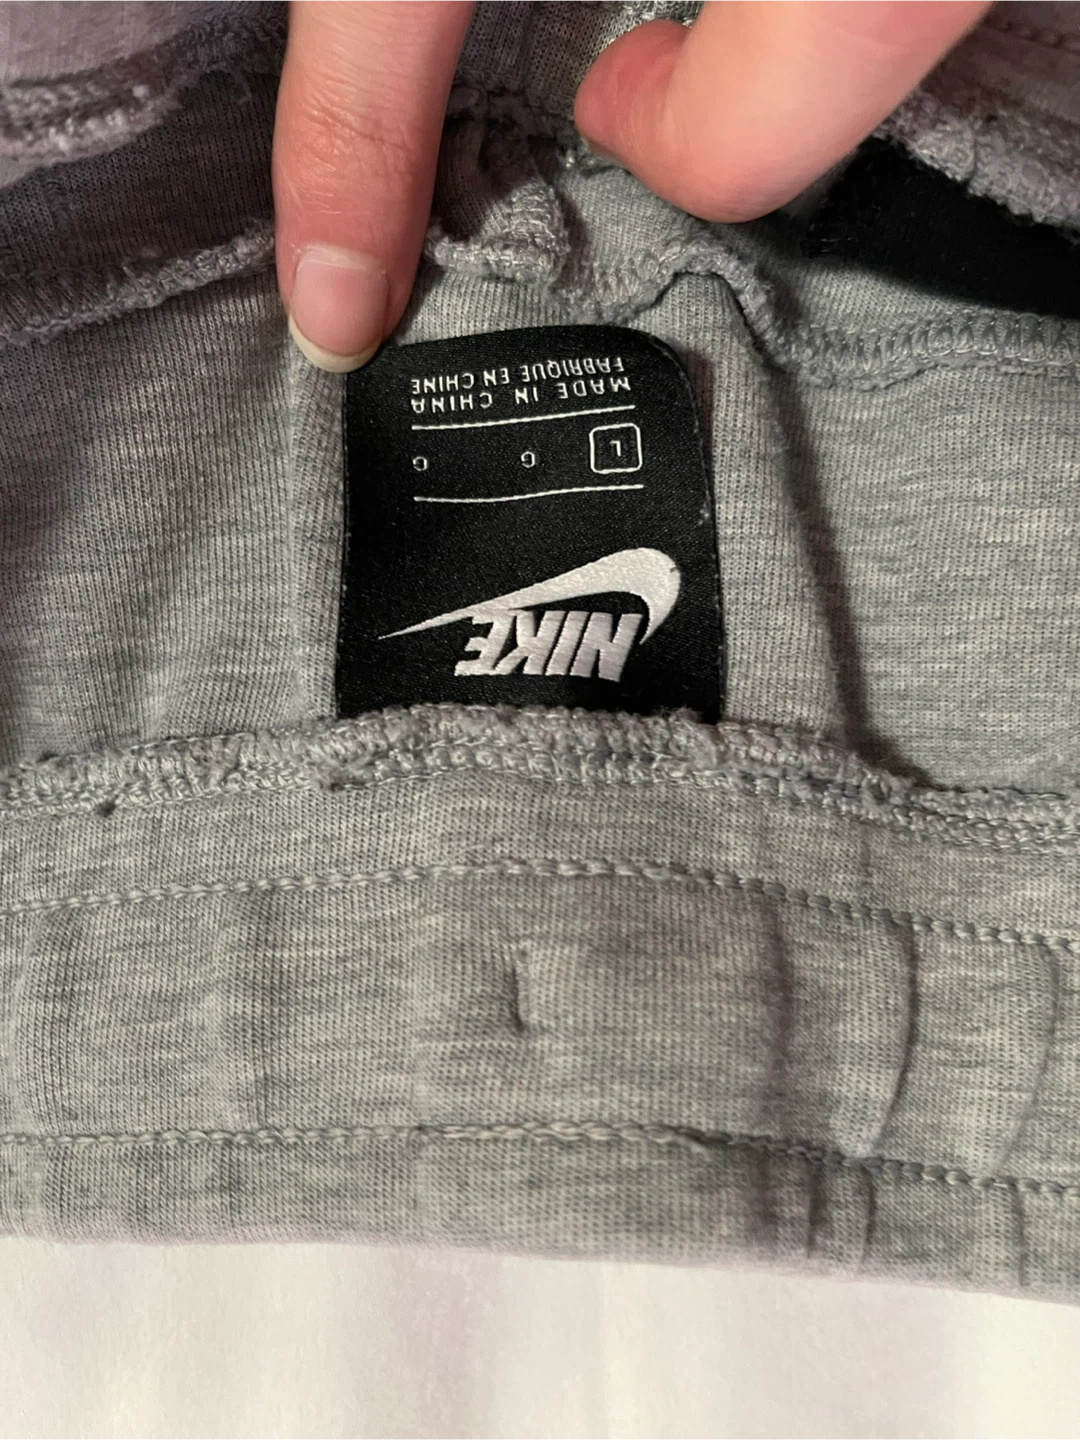 NIKE
L G G
MADE IN CHINA
FABRIQUE EN CHINE